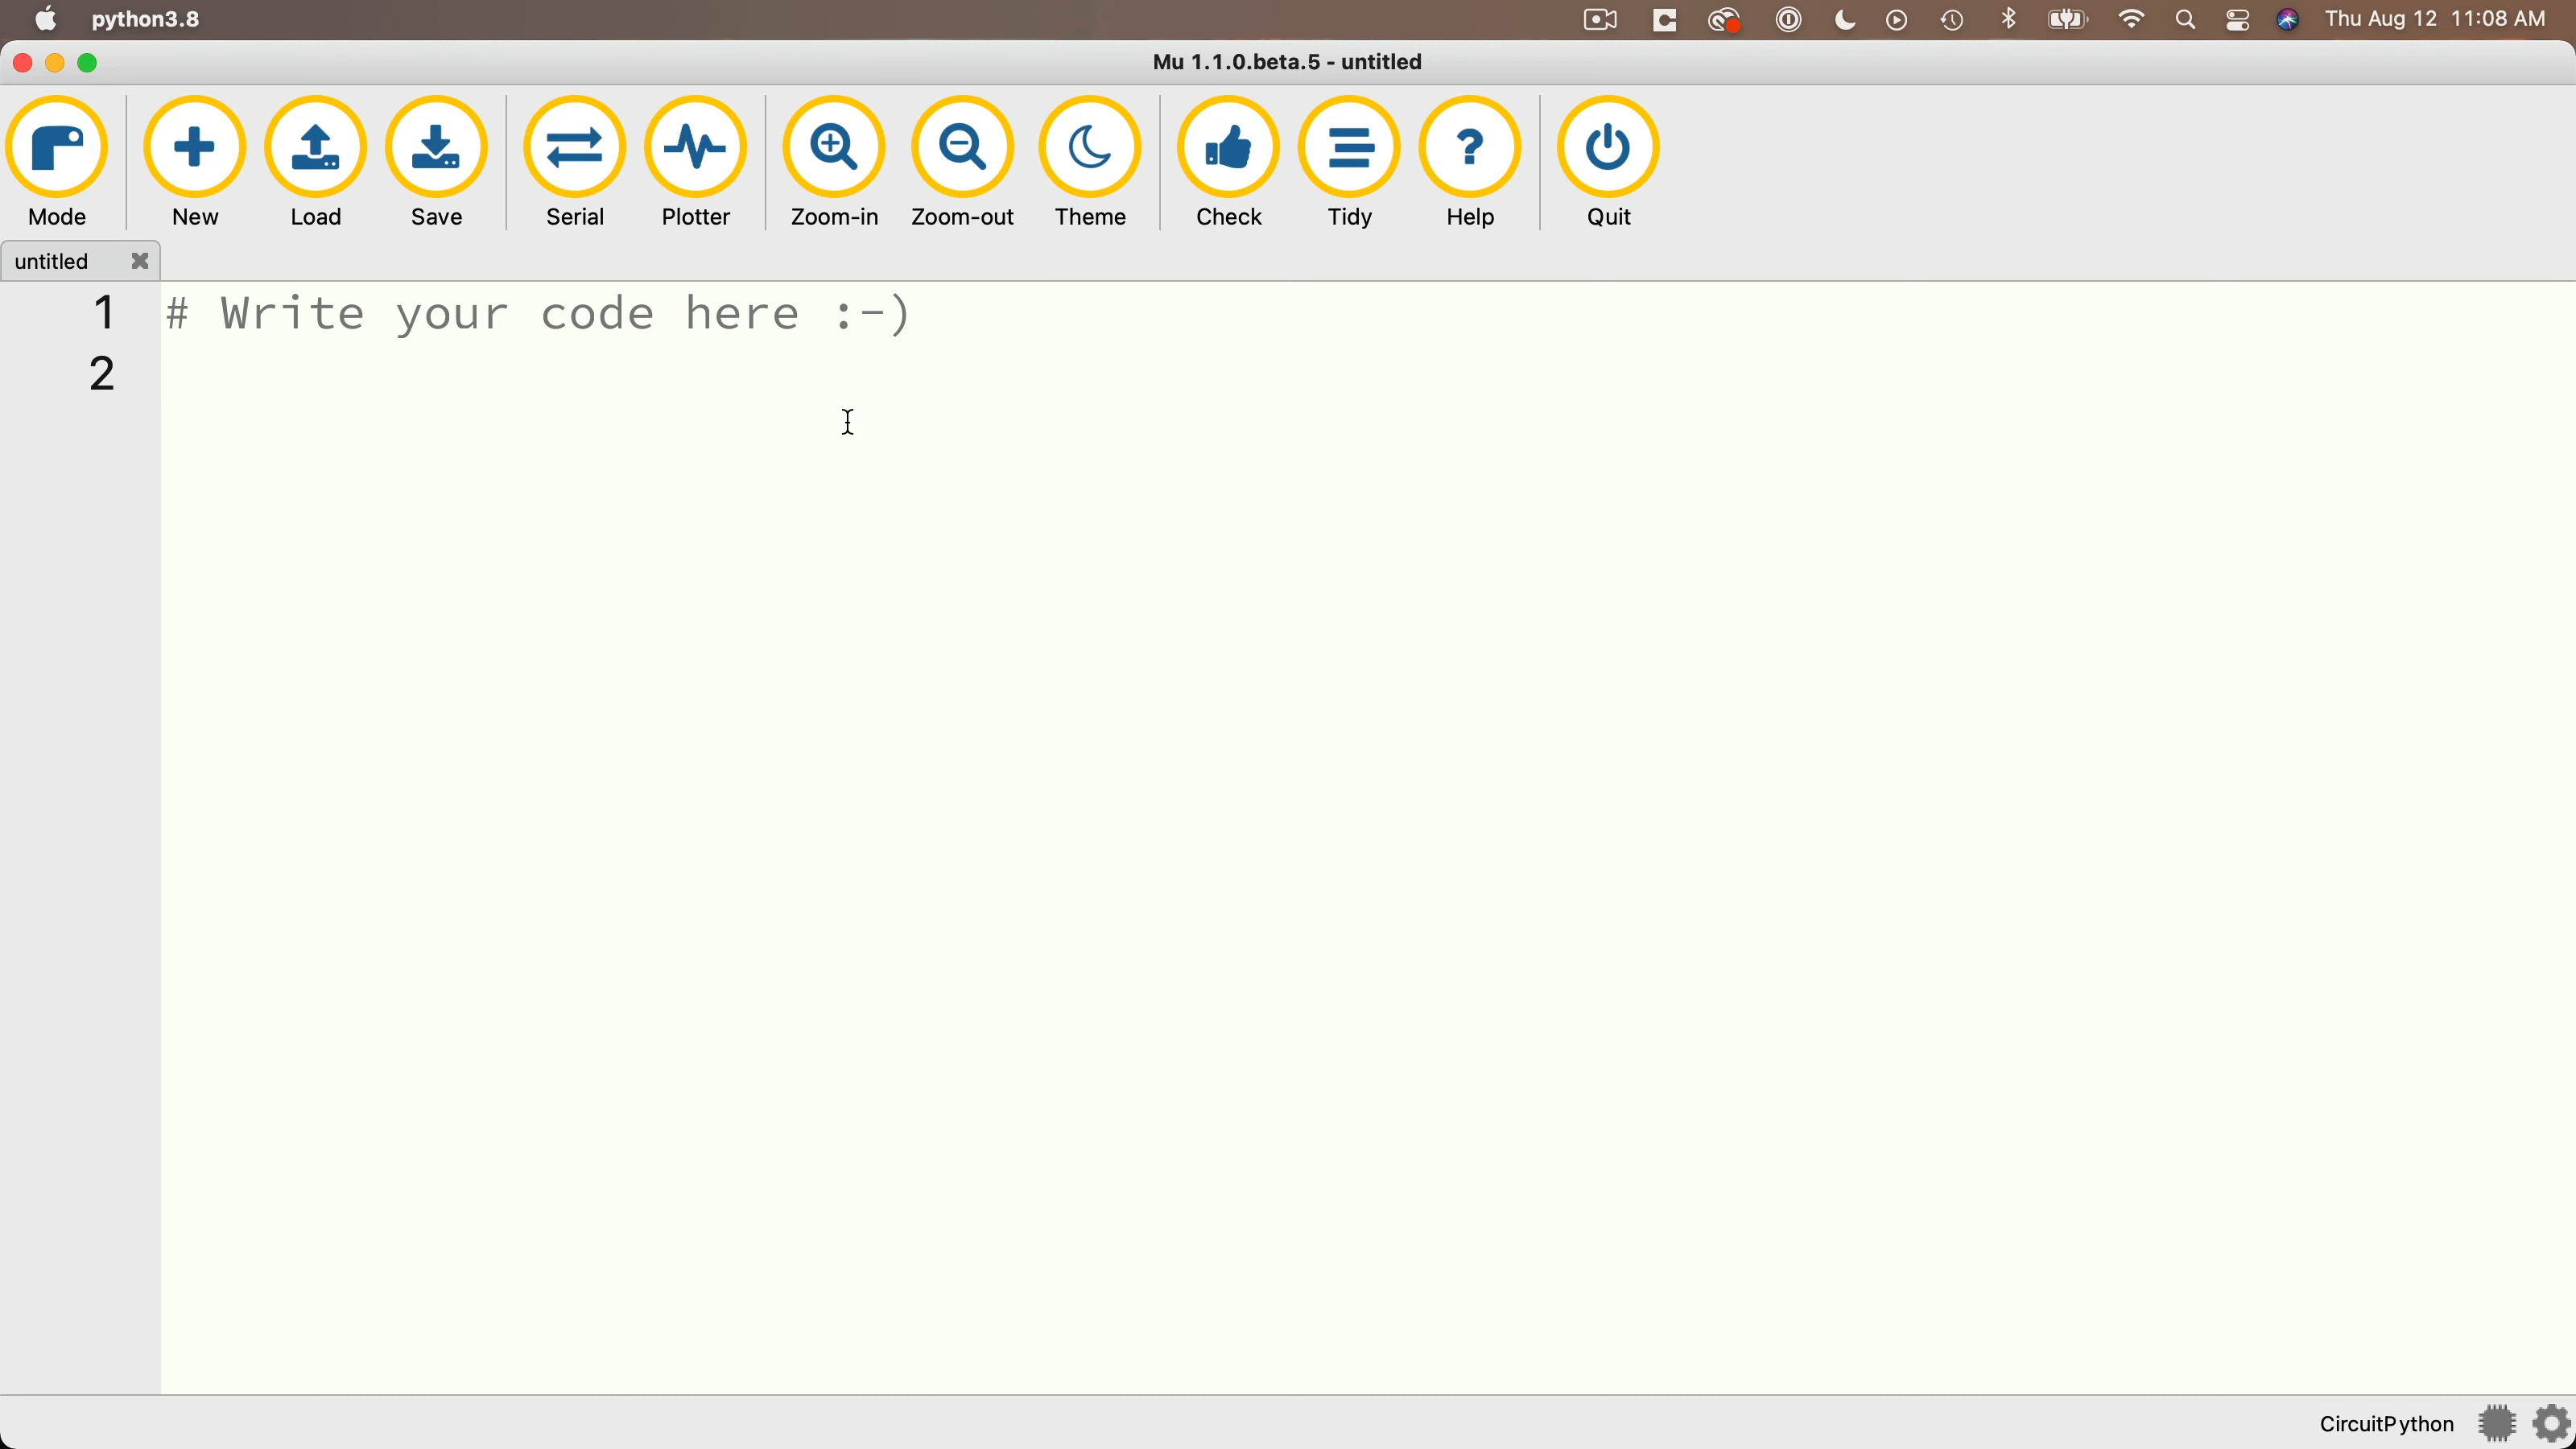 python3.8
Thu Aug 12 11:08 AM
Mu 1.1.0.beta.5 - untitled
Mode
New
Load
Save
Serial
Plotter
Zoom-in
Zoom-out
Theme
Check
Tidy
Help
Quit
untitled
1 # Write your code here :-)
2
CircuitPython